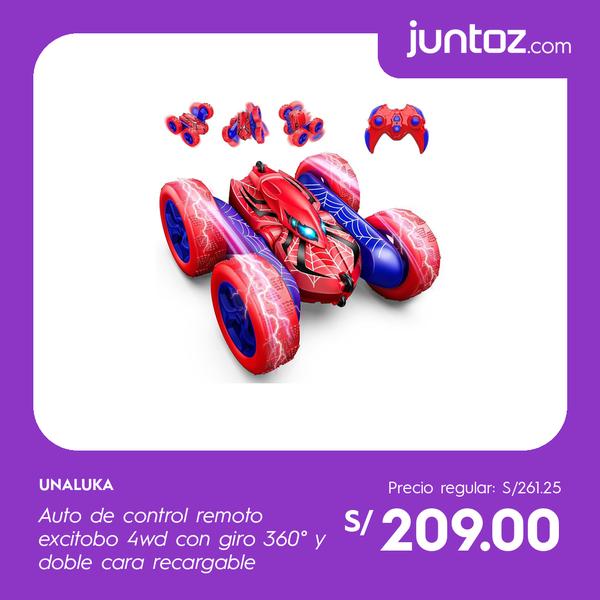 juntoz.com
UNALUKA
Auto de control remoto
excitobo 4wd con giro 360° y
doble cara recargable
Precio regular: S/261.25
S/209.00